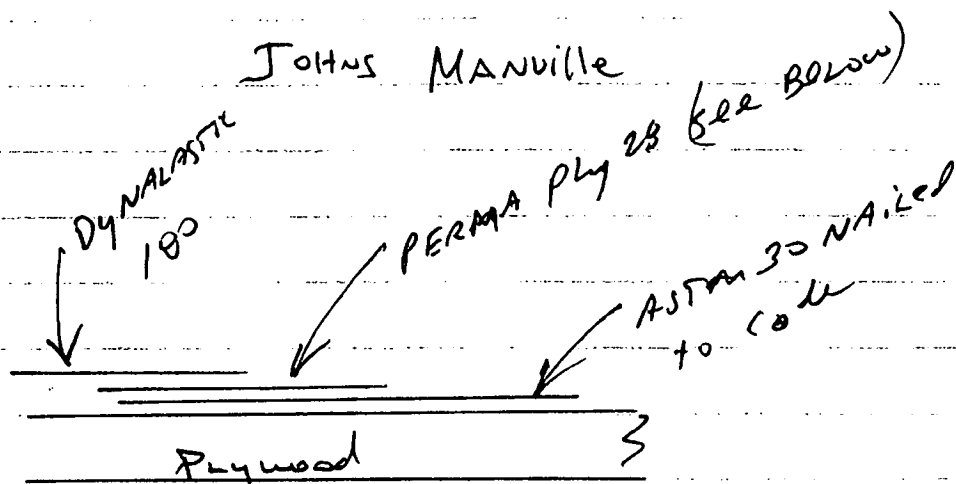 JOHNS MANVille
DyNALASTIC
180
PERMA Ply 28 (See BELOW)
ASTM 30 NAiled
to code
Plywood